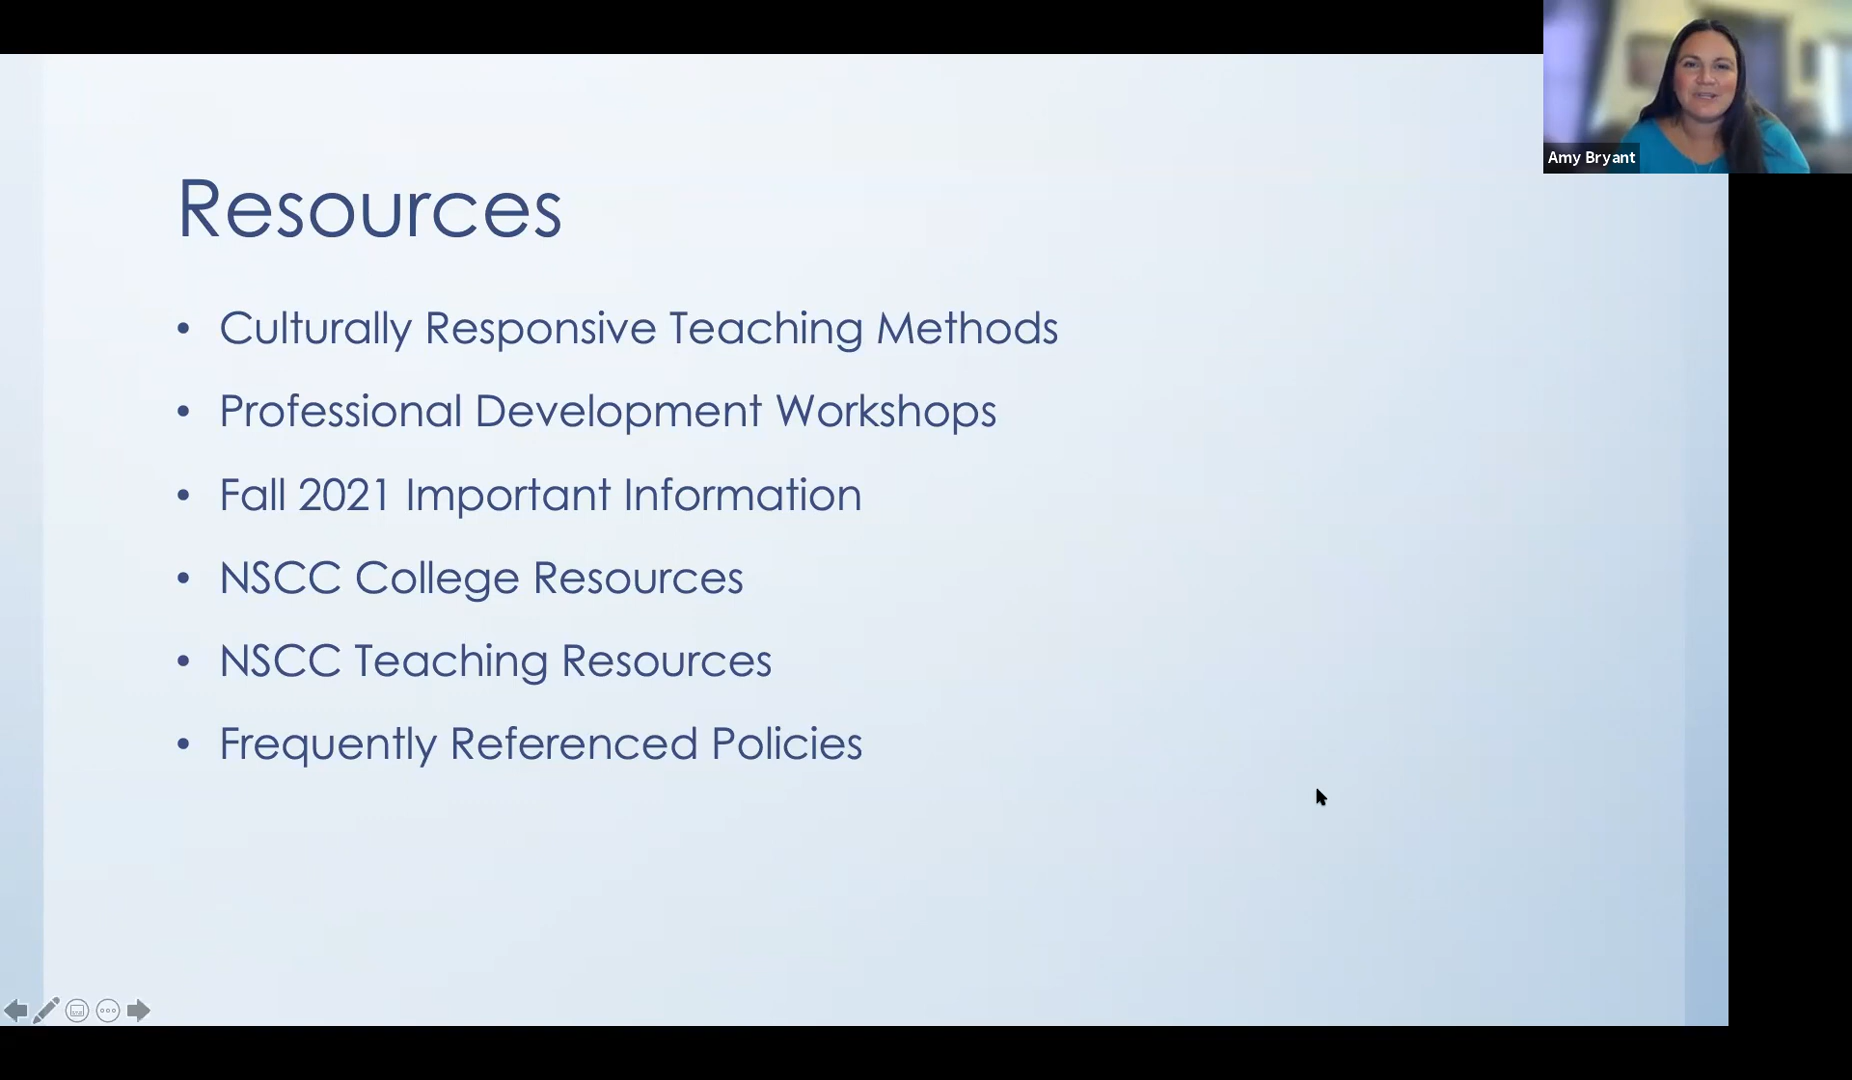 Amy Bryant
Resources
• Culturally Responsive Teaching Methods
• Professional Development Workshops
• Fall 2021 Important Information
• NSCC College Resources
• NSCC Teaching Resources
• Frequently Referenced Policies